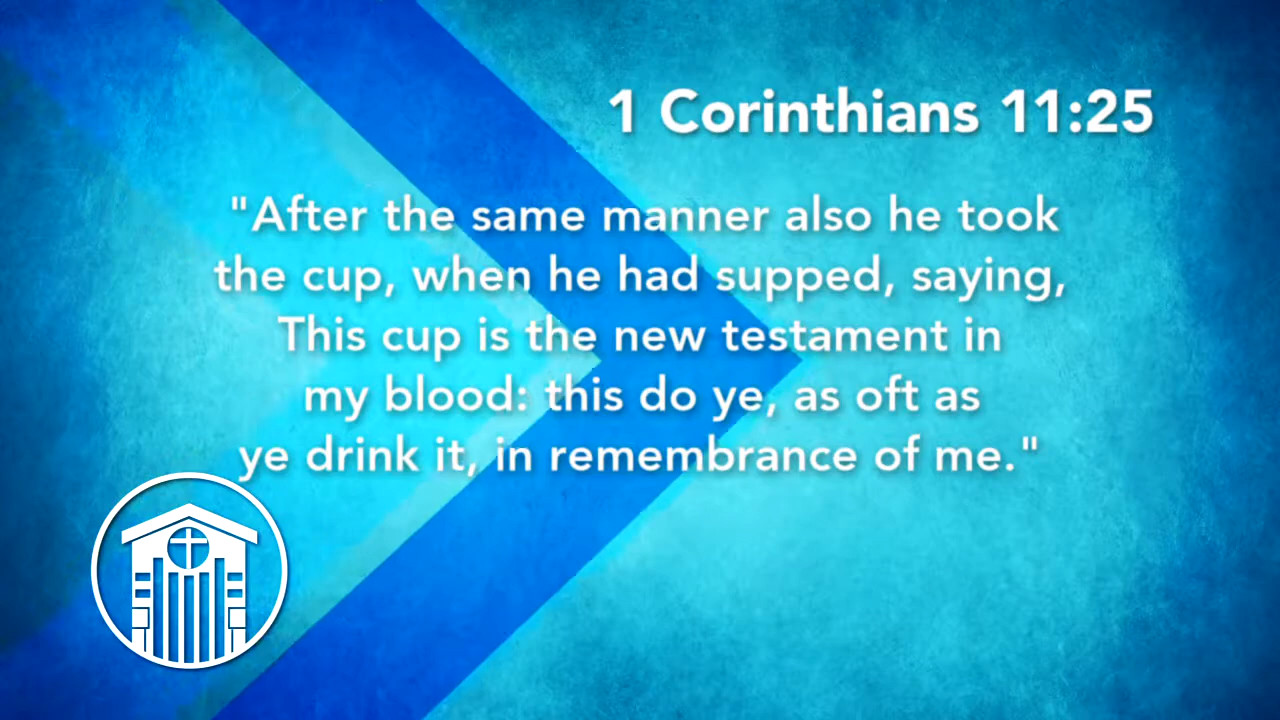 1 Corinthians 11:25
"After the same manner also he took
the cup, when he had supped, saying,
This cup is the new testament in
my blood: this do ye, as oft as
ye drink it, in remembrance of me."